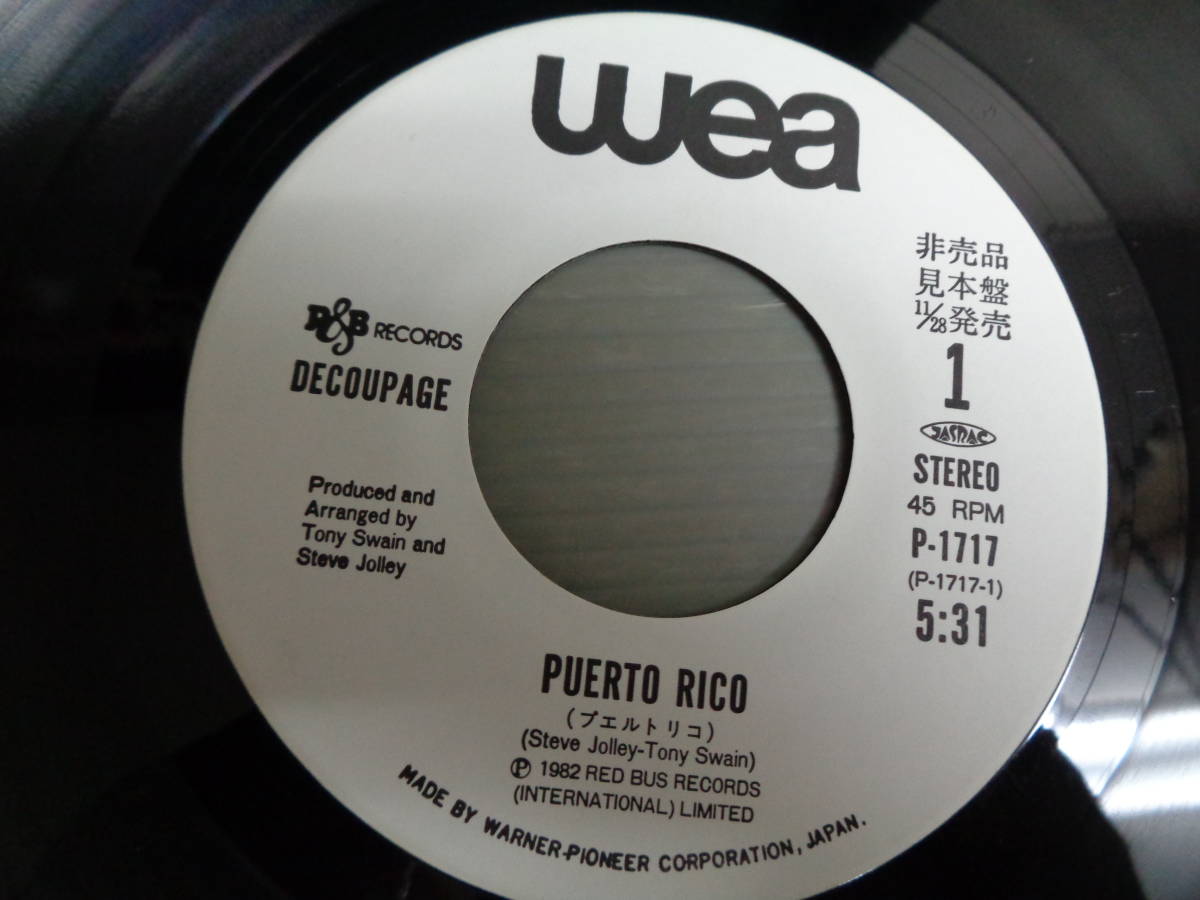 wea
非売品
見本盤
11/28発売
1
JASRAC
STEREO
45 RPM
P-1717
(P-1717-1)
5:31
R&B RECORDS
DECOUPAGE
Produced and
Arranged by
Tony Swain and
Steve Jolley
PUERTO RICO
(プエルトリコ)
(Steve Jolley-Tony Swain)
Ⓟ 1982 RED BUS RECORDS
(INTERNATIONAL) LIMITED
MADE BY WARNER-PIONEER CORPORATION, JAPAN.